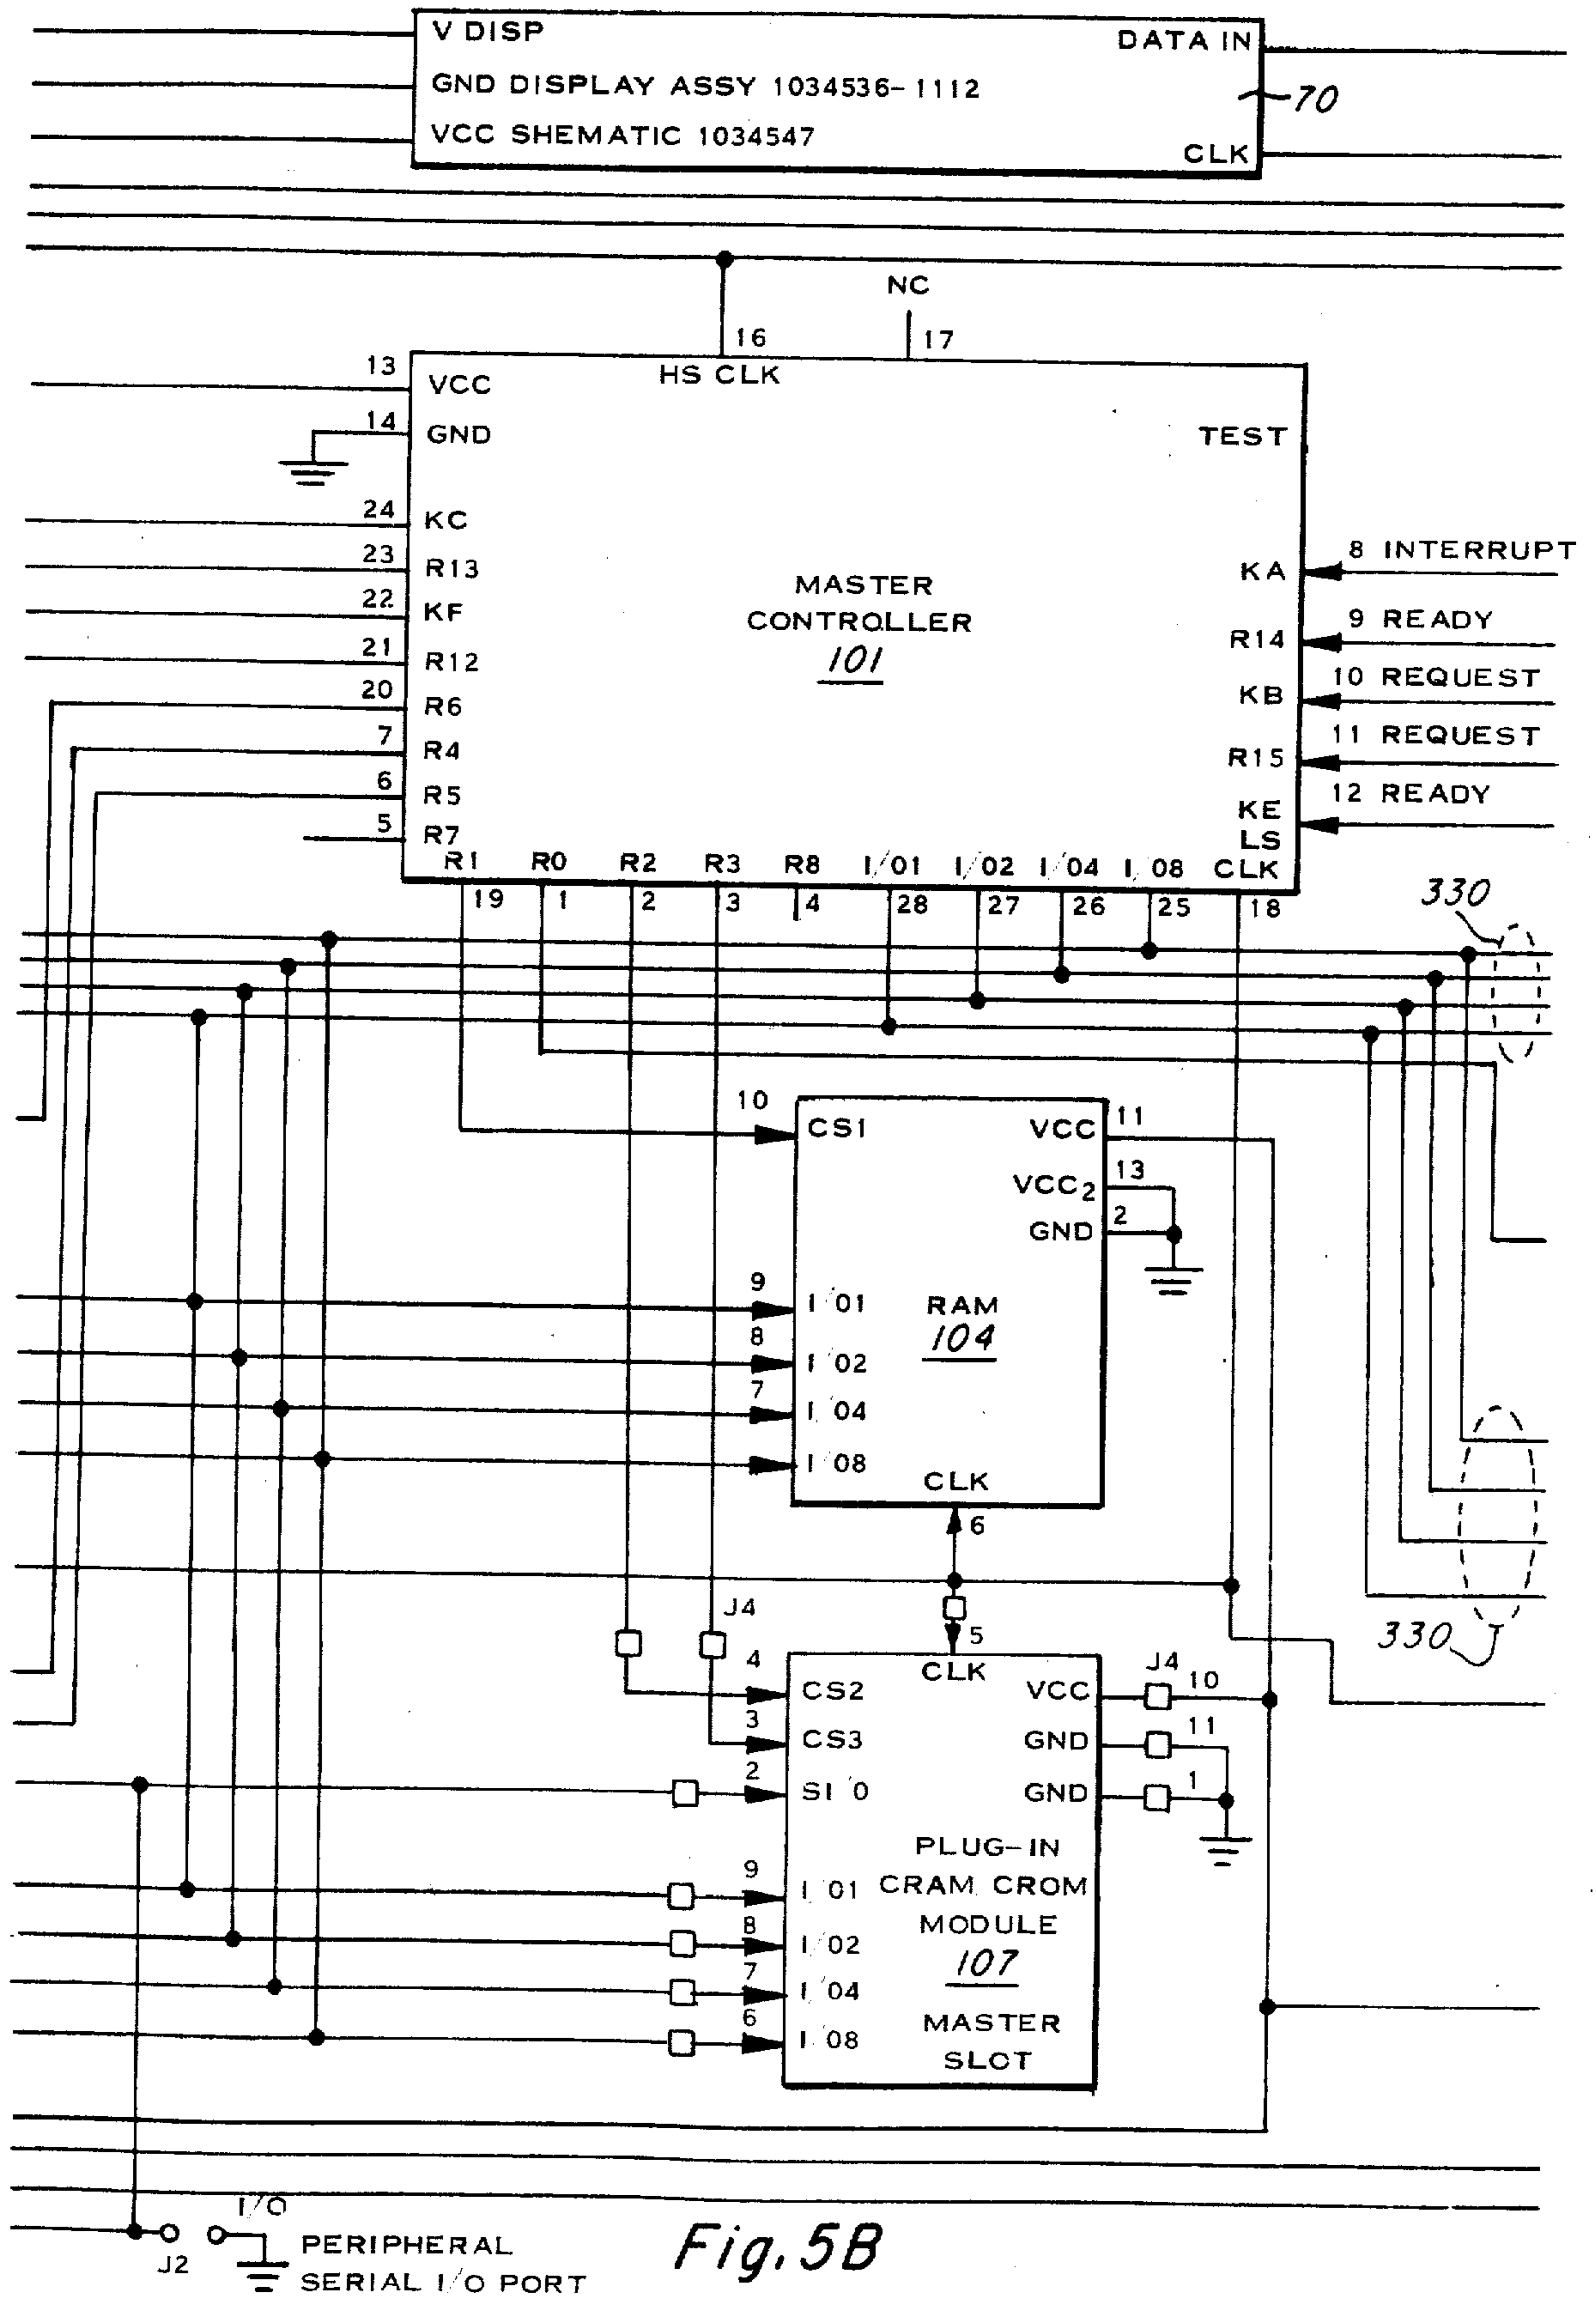 V DISP
DATA IN
GND DISPLAY ASSY 1034536-1112
70
VCC SHEMATIC 1034547
CLK
NC
16
17
HS CLK
13
VCC
14
GND
TEST
24
KC
23
R13
22
KF
21
R12
20
R6
7
R4
6
R5
5
R7
MASTER
CONTROLLER
101
8 INTERRUPT
KA
9 READY
R14
10 REQUEST
KB
11 REQUEST
R15
12 READY
KE
LS
CLK
R1
R0
R2
R3
R8
I/01
I/02
I/04
I/08
19
1
2
3
4
28
27
26
25
18
330
10
CS1
VCC
11
VCC2
13
GND
2
9
I/01
8
I/02
7
I/04
I/08
RAM
104
CLK
6
J4
5
CLK
330
4
CS2
3
CS3
2
SI/0
VCC
J4
10
GND
11
GND
1
9
I/01
8
I/02
7
I/04
6
I/08
PLUG-IN
CRAM CROM
MODULE
107
MASTER
SLOT
I/O
J2
PERIPHERAL
SERIAL I/O PORT
Fig. 5B